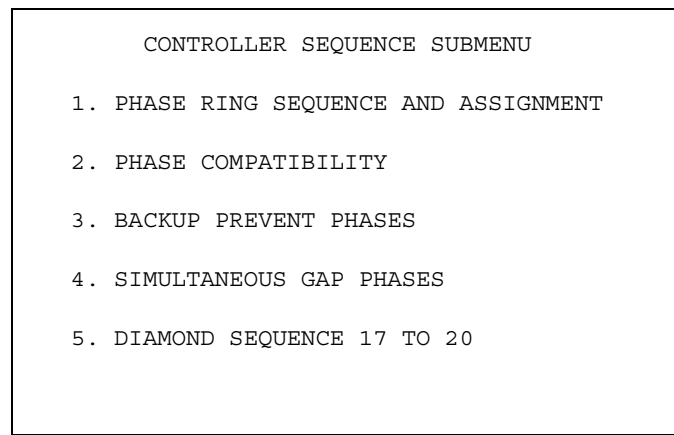 CONTROLLER SEQUENCE SUBMENU
1. PHASE RING SEQUENCE AND ASSIGNMENT
2. PHASE COMPATIBILITY
3. BACKUP PREVENT PHASES
4. SIMULTANEOUS GAP PHASES
5. DIAMOND SEQUENCE 17 TO 20